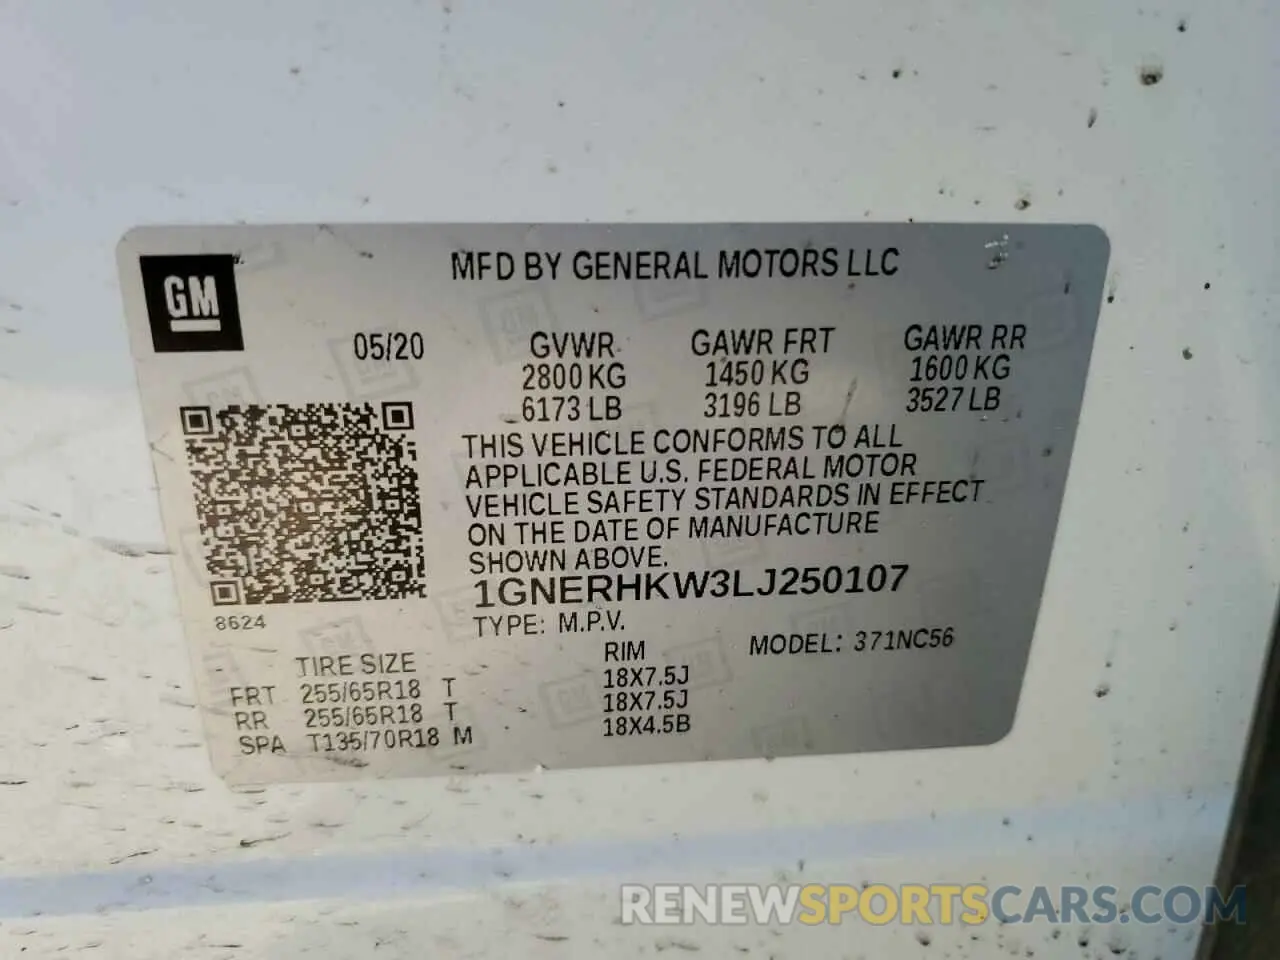 MFD BY GENERAL MOTORS LLC
GM
05/20
GVWR GAWR FRT GAWR RR
2800 KG 1450 KG 1600 KG
6173 LB 3196 LB 3527 LB
THIS VEHICLE CONFORMS TO ALL
APPLICABLE U.S. FEDERAL MOTOR
VEHICLE SAFETY STANDARDS IN EFFECT
ON THE DATE OF MANUFACTURE
SHOWN ABOVE.
1GNERHKW3LJ250107
8624
TYPE: M.P.V.
MODEL: 371NC56
TIRE SIZE RIM
FRT 255/65R18 T 18X7.5J
RR 255/65R18 T 18X7.5J
SPA T135/70R18 M 18X4.5B
RENEWSPORTSCARS.COM